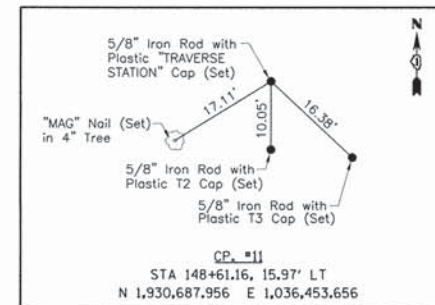 5/8" Iron Rod with
Plastic "TRAVERSE
STATION" Cap (Set)
N
17.11'
10.05'
16.38'
"MAG" Nail (Set)
in 4" Tree
5/8" Iron Rod with
Plastic T2 Cap (Set)
5/8" Iron Rod with
Plastic T3 Cap (Set)
CP. #11
STA 148+61.16, 15.97' LT
N 1,930,687.956 E 1,036,453.656